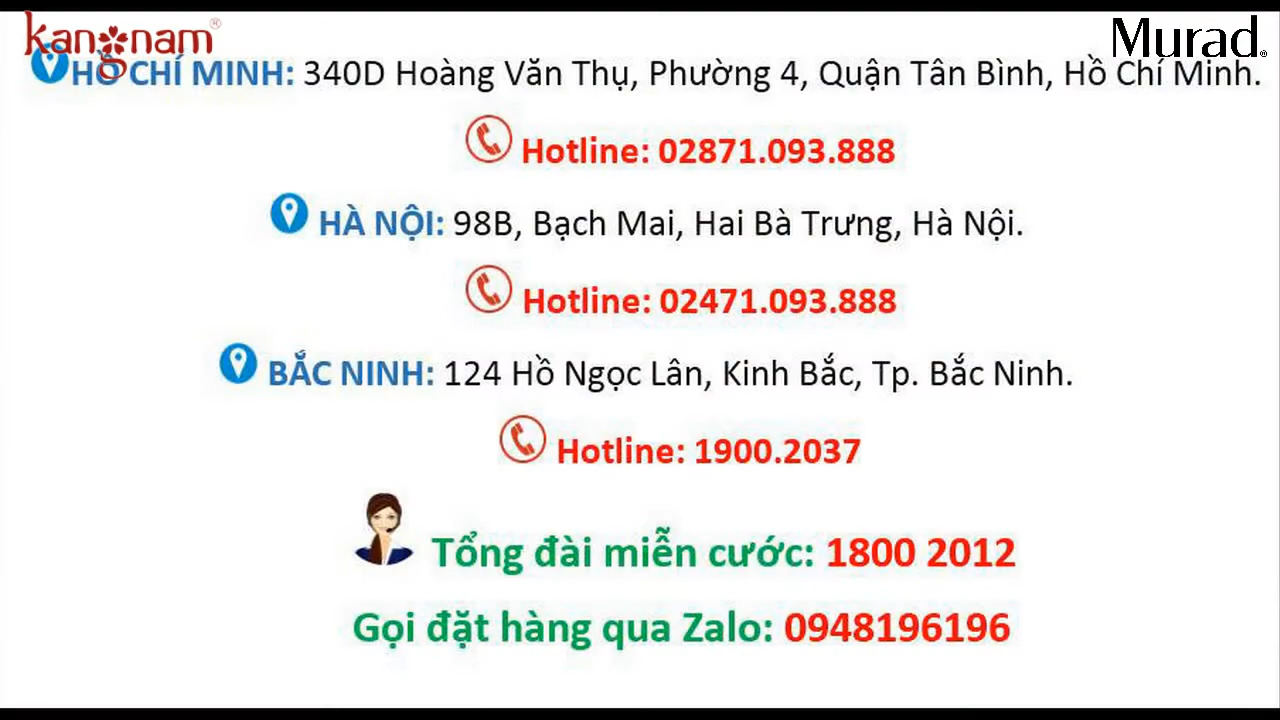 kangnam®
Murad®
HỒ CHÍ MINH: 340D Hoàng Văn Thụ, Phường 4, Quận Tân Bình, Hồ Chí Minh.
Hotline: 02871.093.888
HÀ NỘI: 98B, Bạch Mai, Hai Bà Trưng, Hà Nội.
Hotline: 02471.093.888
BẮC NINH: 124 Hồ Ngọc Lân, Kinh Bắc, Tp. Bắc Ninh.
Hotline: 1900.2037
Tổng đài miễn cước: 1800 2012
Gọi đặt hàng qua Zalo: 0948196196